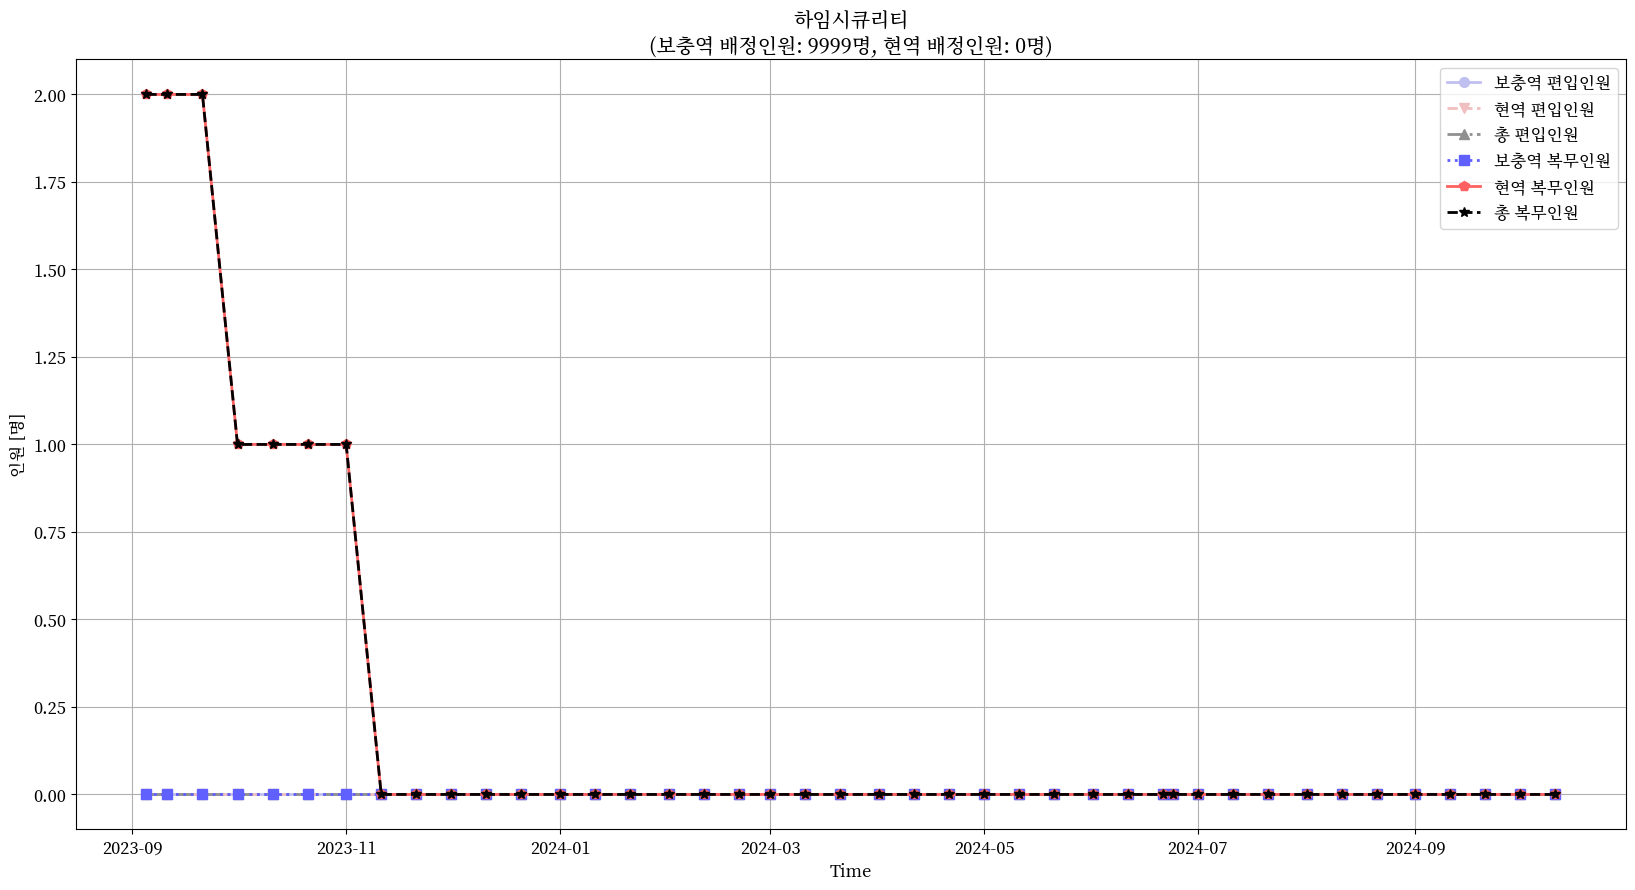 하임시큐리티
(보충역 배정인원: 9999명, 현역 배정인원: 0명)
보충역 편입인원
현역 편입인원
총 편입인원
보충역 복무인원
현역 복무인원
총 복무인원
2.00
1.75
1.50
1.25
1.00
0.75
0.50
0.25
0.00
인원 [명]
2023-09
2023-11
2024-01
2024-03
2024-05
2024-07
2024-09
Time